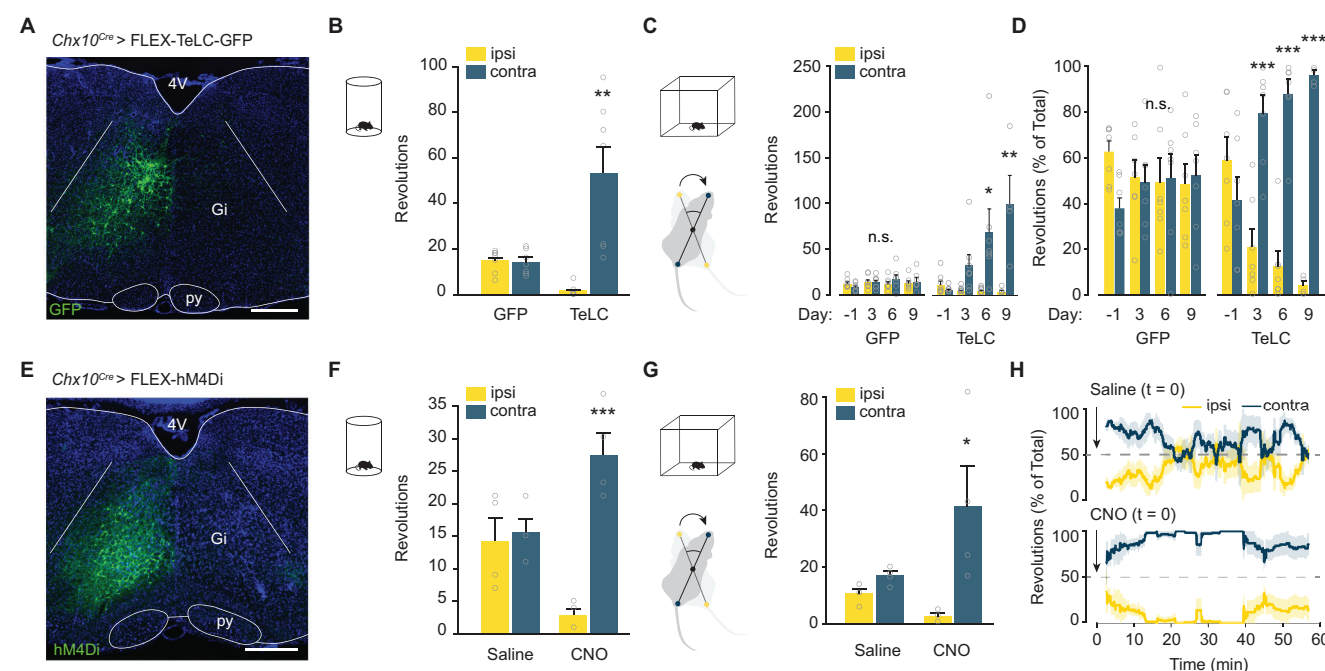 A
Chx10Cre > FLEX-TeLC-GFP
4V
Gi
py
GFP
B
ipsi
contra
Revolutions
100
80
60
40
20
0
**
GFP TeLC
C
ipsi
contra
Revolutions
250
200
150
100
50
0
n.s.
*
**
Day: -1 3 6 9 -1 3 6 9
GFP TeLC
D
Revolutions (% of Total)
100
80
60
40
20
0
n.s.
***
***
***
Day: -1 3 6 9 -1 3 6 9
GFP TeLC
E
Chx10Cre > FLEX-hM4Di
4V
Gi
py
hM4Di
F
ipsi
contra
Revolutions
35
30
25
20
15
10
5
0
***
Saline CNO
G
ipsi
contra
Revolutions
80
60
40
20
0
*
Saline CNO
H
Saline (t = 0)
ipsi contra
Revolutions (% of Total)
100
50
0
CNO (t = 0)
100
50
0
0 10 20 30 40 50 60
Time (min)